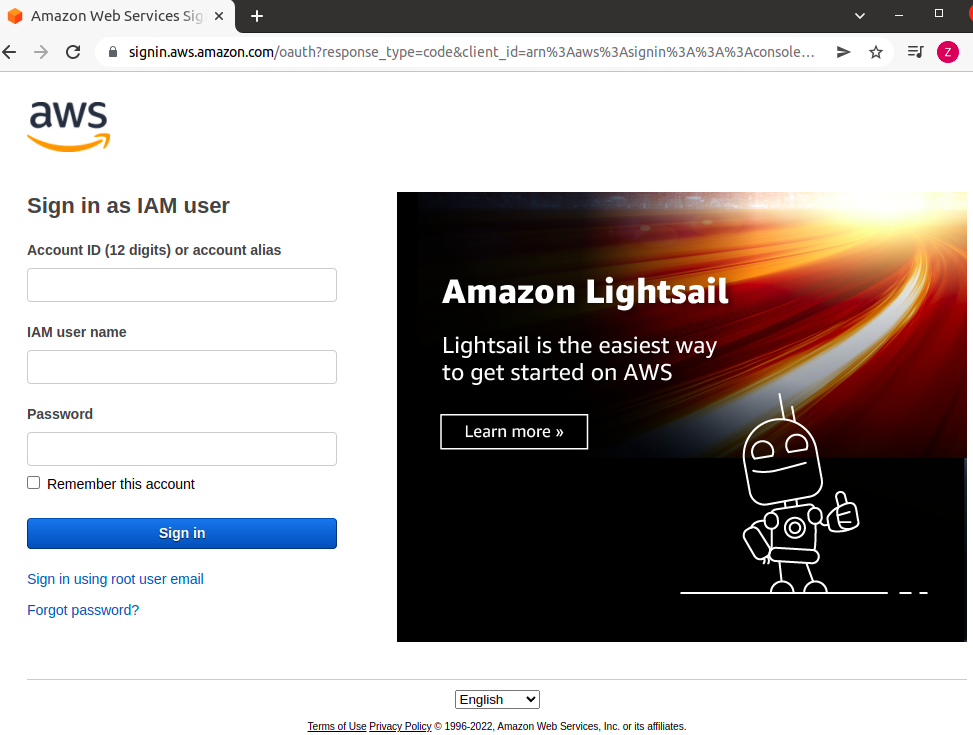 Amazon Web Services Sig
signin.aws.amazon.com/oauth?response_type=code&client_id=arn%3Aaws%3Asignin%3A%3A%3Aconsole...
Z
aws
Sign in as IAM user
Account ID (12 digits) or account alias
IAM user name
Password
Remember this account
Sign in
Sign in using root user email
Forgot password?
Amazon Lightsail
Lightsail is the easiest way
to get started on AWS
Learn more »
English
Terms of Use Privacy Policy © 1996-2022, Amazon Web Services, Inc. or its affiliates.